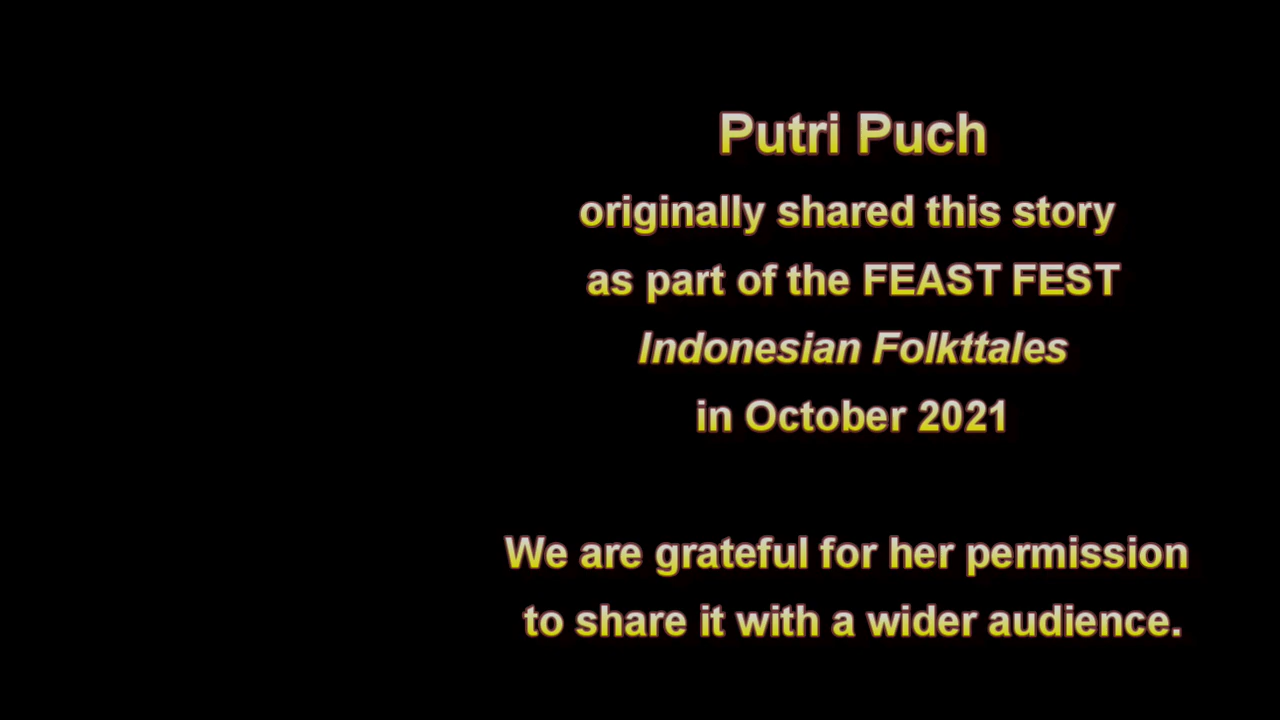 Putri Puch
originally shared this story
as part of the FEAST FEST
Indonesian Folkttales
in October 2021
We are grateful for her permission
to share it with a wider audience.